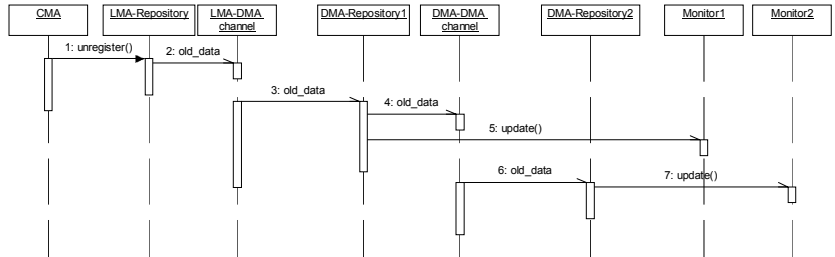 CMA
LMA-Repository
LMA-DMA
channel
DMA-Repository1
DMA-DMA
channel
DMA-Repository2
Monitor1
Monitor2
1: unregister()
2: old_data
3: old_data
4: old_data
5: update()
6: old_data
7: update()